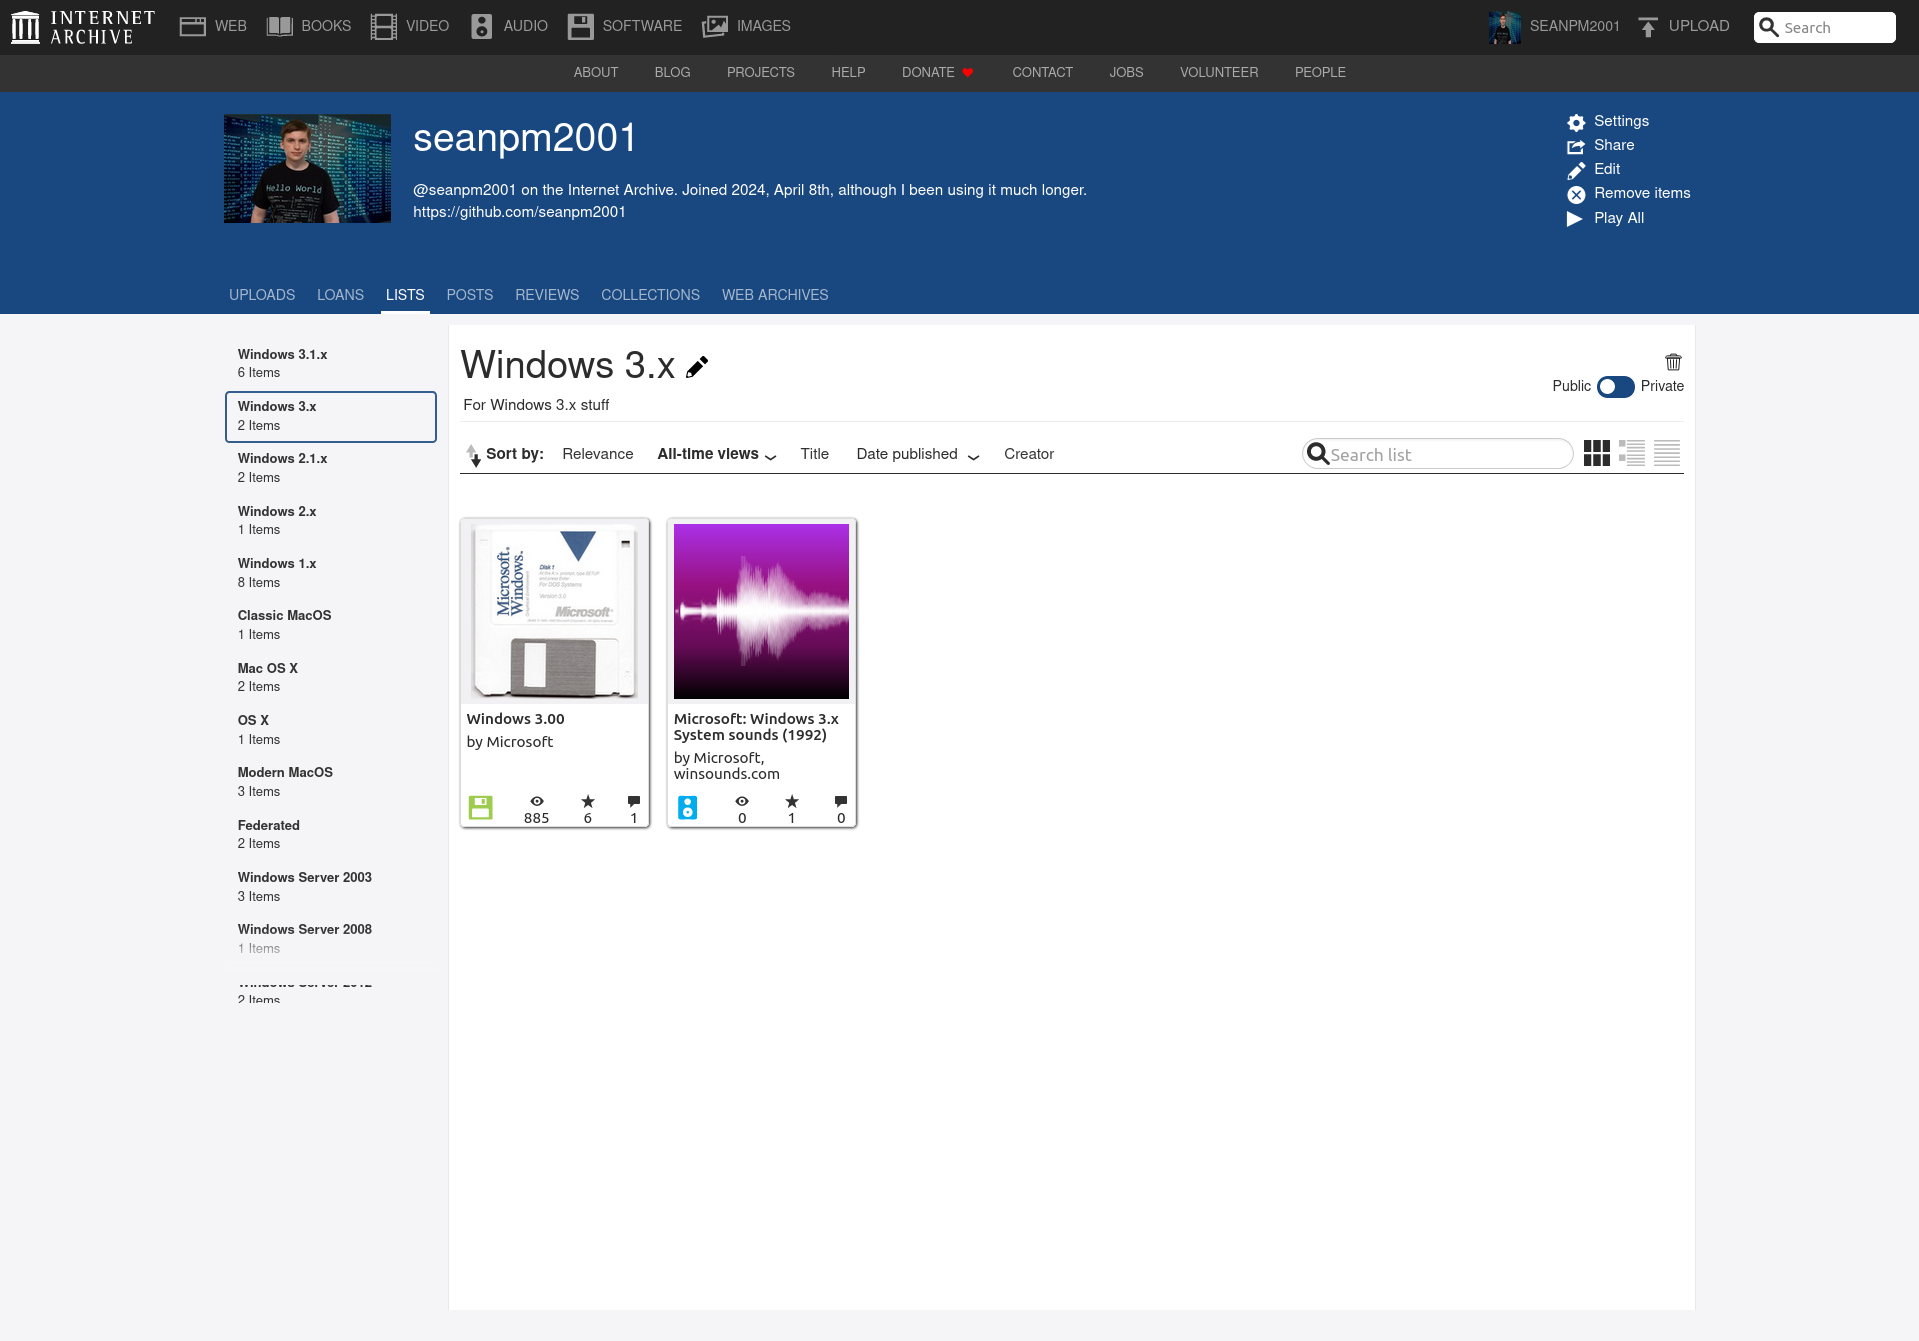 INTERNET ARCHIVE
WEB
BOOKS
VIDEO
AUDIO
SOFTWARE
IMAGES
SEANPM2001
UPLOAD
Search
ABOUT
BLOG
PROJECTS
HELP
DONATE
CONTACT
JOBS
VOLUNTEER
PEOPLE
Hello World
seanpm2001
@seanpm2001 on the Internet Archive. Joined 2024, April 8th, although I been using it much longer.
https://github.com/seanpm2001
Settings
Share
Edit
Remove items
Play All
UPLOADS
LOANS
LISTS
POSTS
REVIEWS
COLLECTIONS
WEB ARCHIVES
Windows 3.1.x
6 Items
Windows 3.x
2 Items
Windows 2.1.x
2 Items
Windows 2.x
1 Items
Windows 1.x
8 Items
Classic MacOS
1 Items
Mac OS X
2 Items
OS X
1 Items
Modern MacOS
3 Items
Federated
2 Items
Windows Server 2003
3 Items
Windows Server 2008
1 Items
2 Items
Windows 3.x
For Windows 3.x stuff
Public
Private
Sort by:
Relevance
All-time views
Title
Date published
Creator
Search list
Microsoft.
Windows.
Disk 1
For DOS Systems
Version 3.0
Microsoft
Windows 3.00
by Microsoft
885
6
1
Microsoft: Windows 3.x
System sounds (1992)
by Microsoft,
winsounds.com
0
1
0